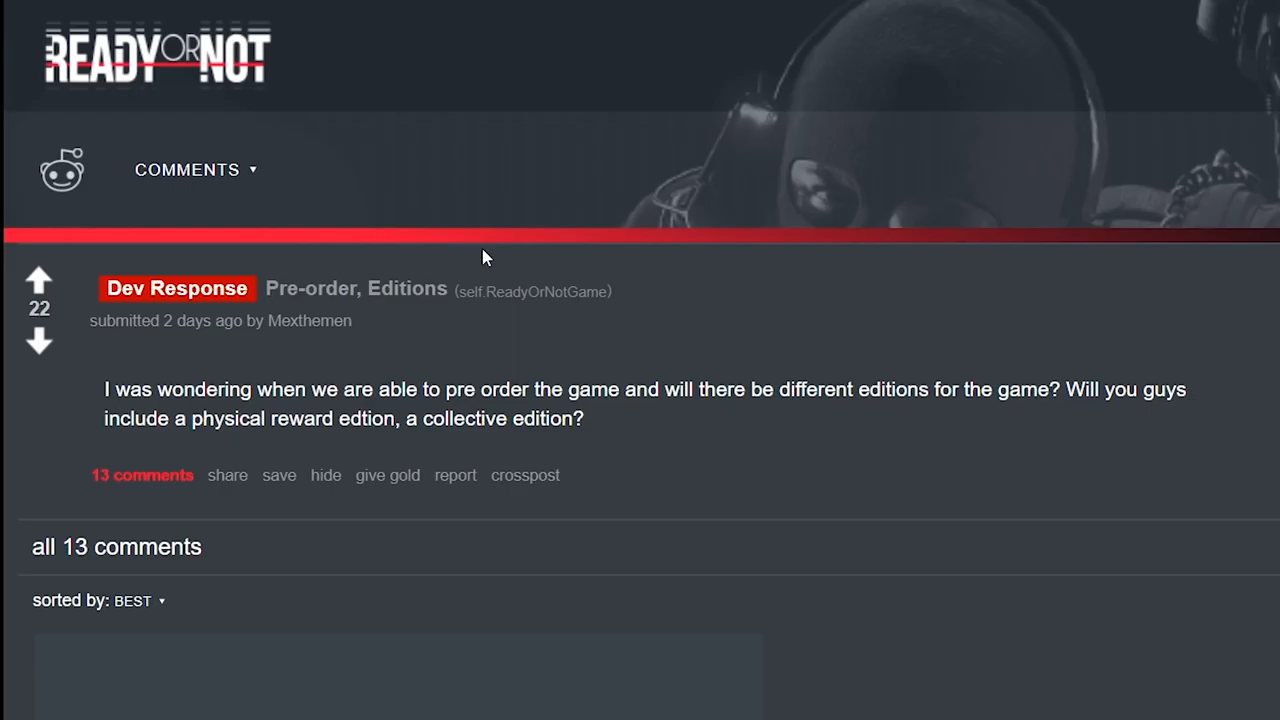 READY OR NOT
COMMENTS
22
Dev Response Pre-order, Editions (self.ReadyOrNotGame)
submitted 2 days ago by Mexthemen
I was wondering when we are able to pre order the game and will there be different editions for the game? Will you guys
include a physical reward edtion, a collective edition?
13 comments share save hide give gold report crosspost
all 13 comments
sorted by: BEST